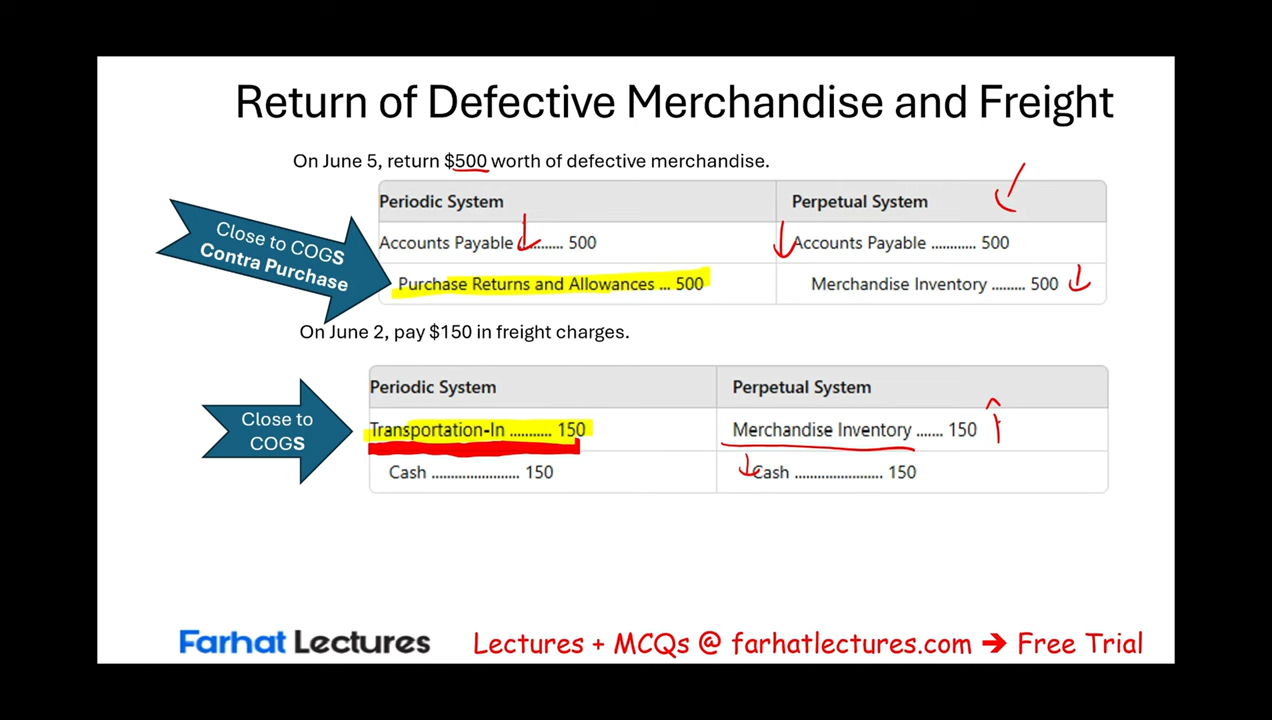 Return of Defective Merchandise and Freight
On June 5, return $500 worth of defective merchandise.
Periodic System
Perpetual System
Close to COGS
Contra Purchase
Accounts Payable ......... 500
Accounts Payable ............ 500
Purchase Returns and Allowances ... 500
Merchandise Inventory ......... 500
On June 2, pay $150 in freight charges.
Periodic System
Perpetual System
Close to
COGS
Transportation-In ........... 150
Merchandise Inventory ....... 150
Cash ....................... 150
Cash ....................... 150
Farhat Lectures
Lectures + MCQs @ farhatlectures.com ➔ Free Trial